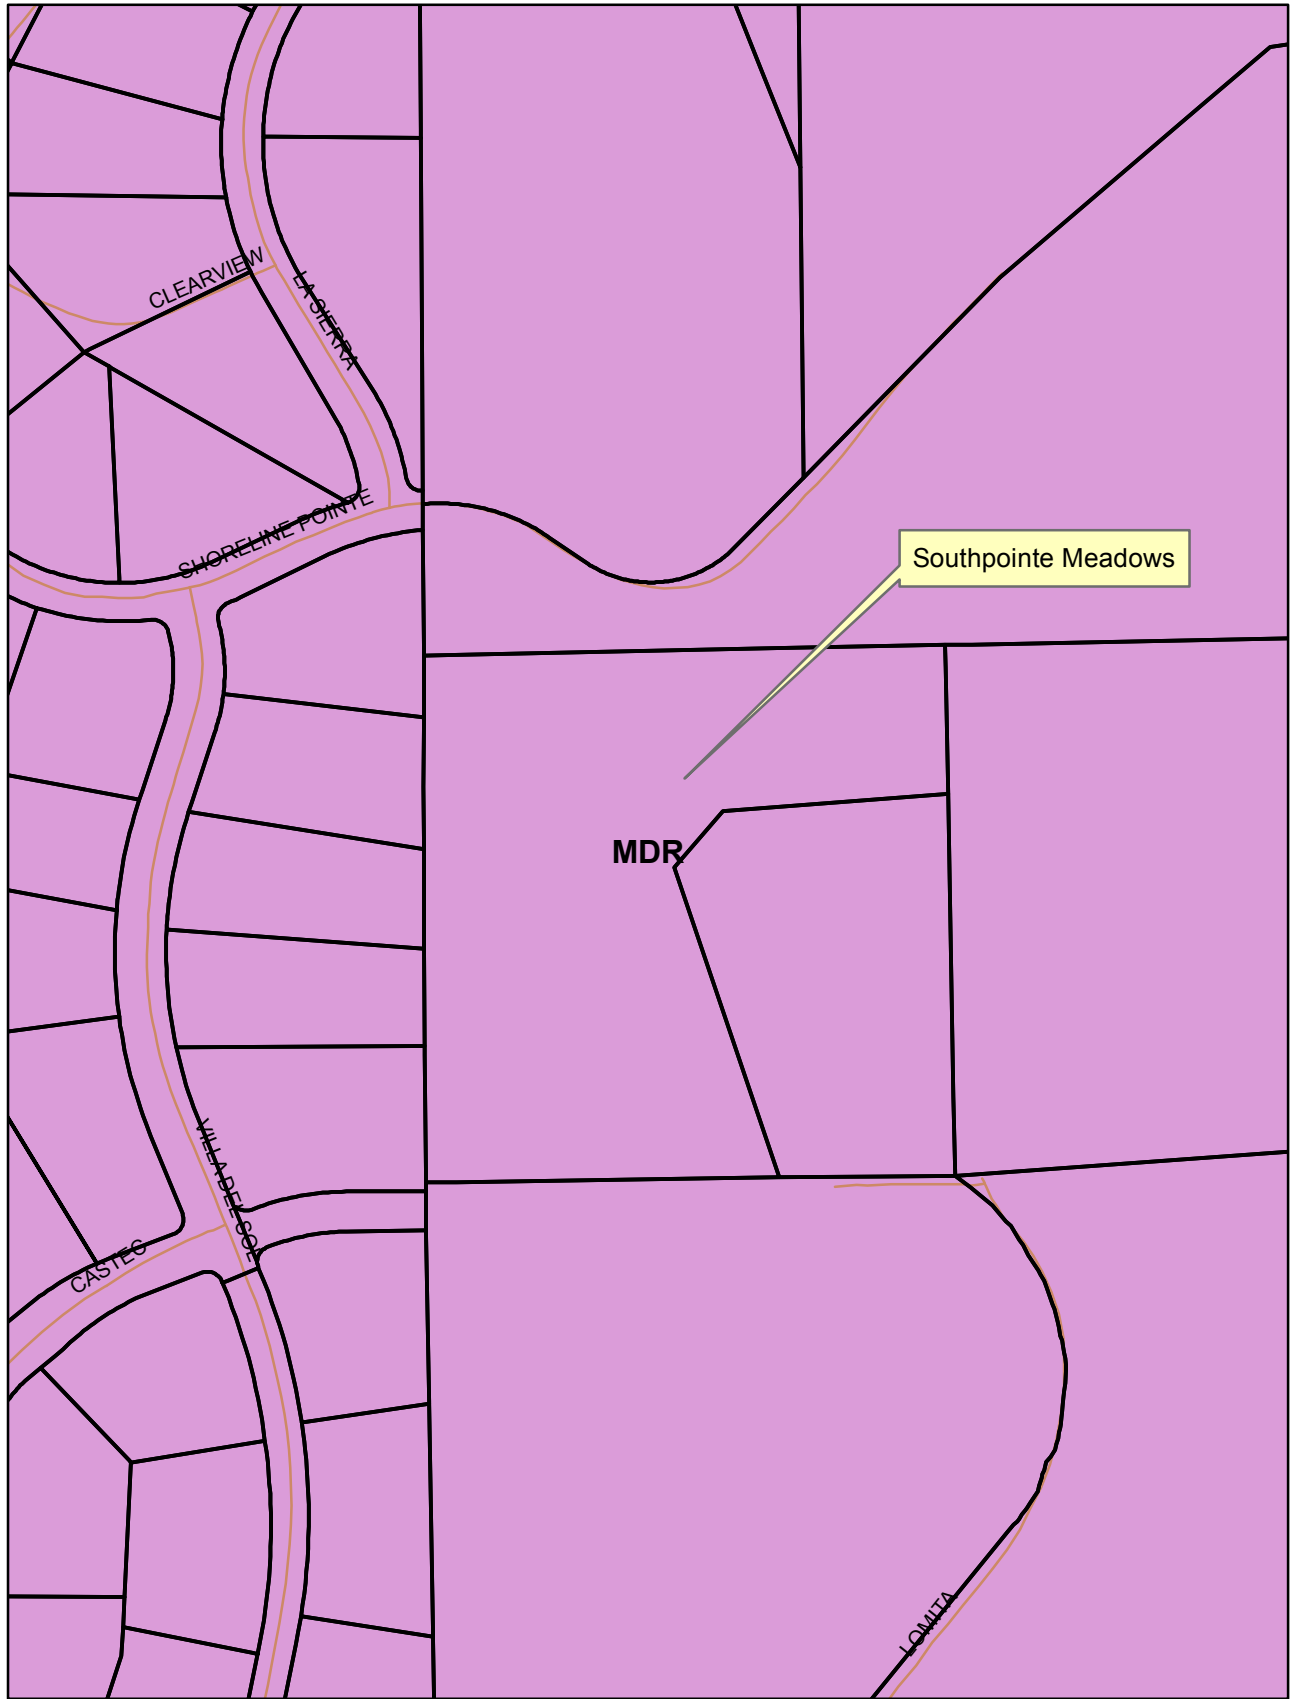 CLEARVIEW
LA SIERRA
SHORELINE POINTE
Southpointe Meadows
MDR
VILLA DEL SOL
CASTEC
LOMITA